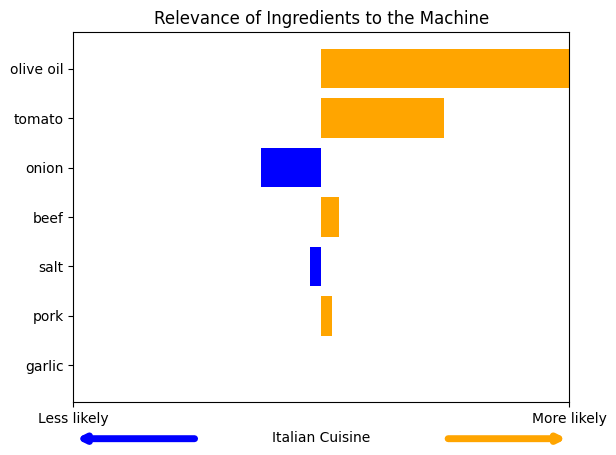 Relevance of Ingredients to the Machine
olive oil
tomato
onion
beef
salt
pork
garlic
Less likely
More likely
Italian Cuisine